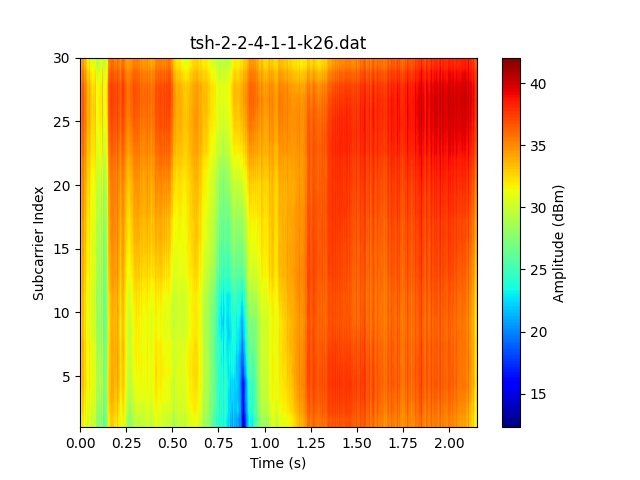 tsh-2-2-4-1-1-k26.dat
30
25
20
15
10
5
Subcarrier Index
0.00 0.25 0.50 0.75 1.00 1.25 1.50 1.75 2.00
Time (s)
40
35
30
25
20
15
Amplitude (dBm)